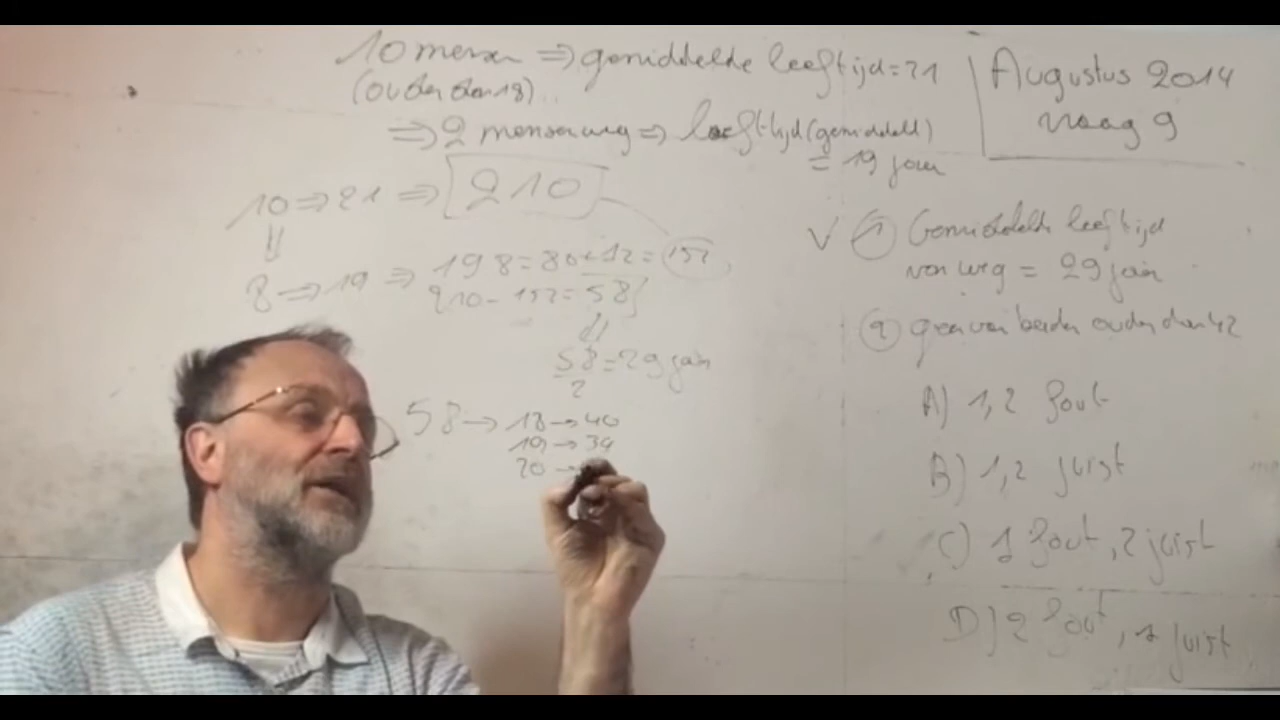 10 mensen => gemiddelde leeftijd = 21
(ouder dan 18)
=> 2 mensen weg => leeftijd (gemiddeld)
= 19 jaar
Augustus 2014
vraag 9
10 => 21 => 210
8 => 19 => 19 8 = 80 + 72 = 152
210 - 152 = 58
58 = 29 jaar
2
58 → 18 → 40
19 → 39
20 →
V 1 Gemiddelde leeftijd
van weg = 29 jaar
2 geen van beiden ouder dan 42
A) 1,2 fout
B) 1,2 juist
C) 1 fout, 2 juist
D) 2 fout, 1 juist